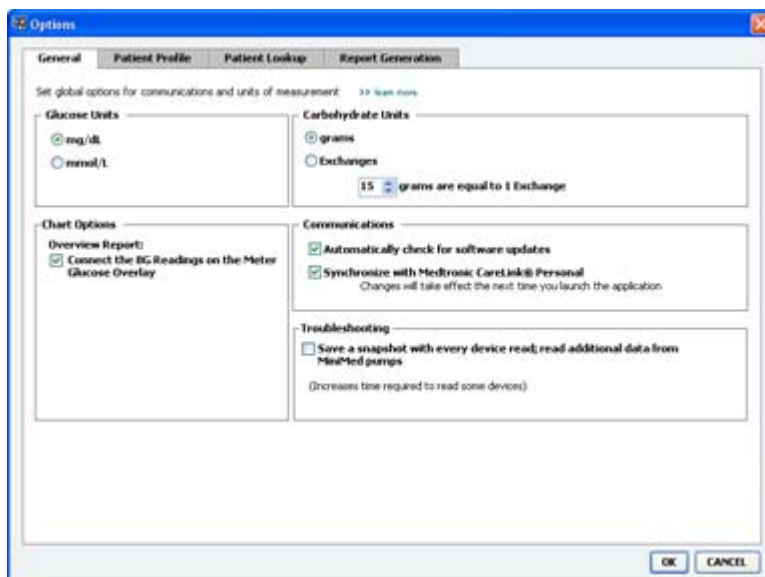 Options
General
Patient Profile
Patient Lookup
Report Generation
Set global options for communications and units of measurement >> learn more
Glucose Units
mg/dL
mmol/L
Carbohydrate Units
grams
Exchanges
15 grams are equal to 1 Exchange
Chart Options
Overview Report:
Connect the BG Readings on the Meter
Glucose Overlay
Communications
Automatically check for software updates
Synchronize with Medtronic CareLink® Personal
Changes will take effect the next time you launch the application
Troubleshooting
Save a snapshot with every device read; read additional data from
MiniMed pumps
(Increases time required to read some devices)
OK
CANCEL